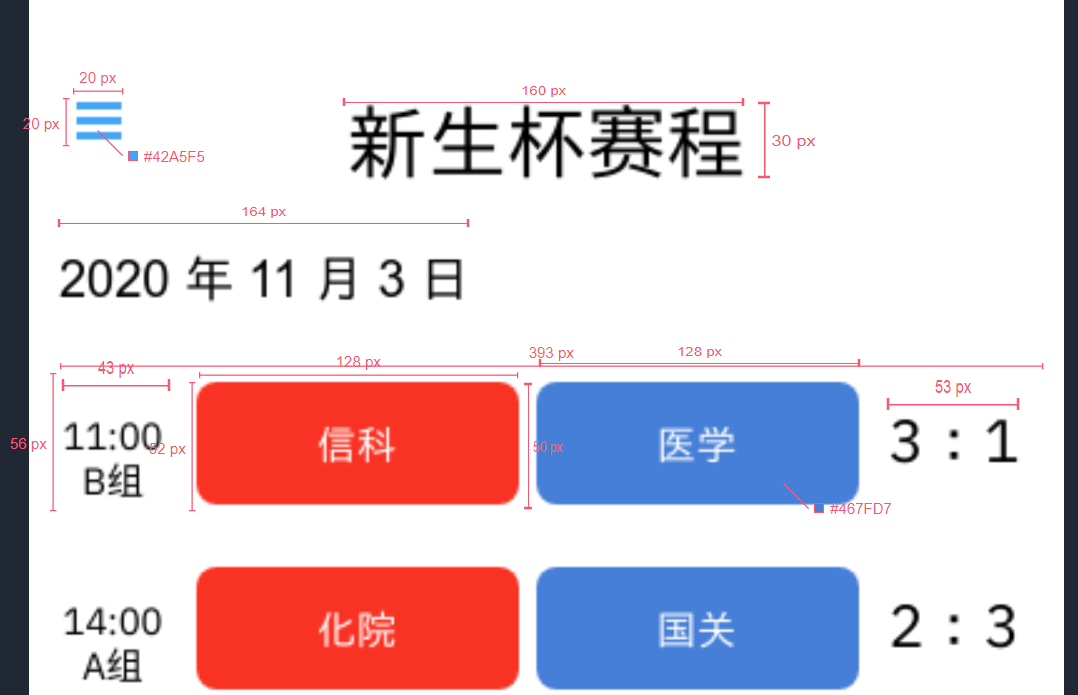 20 px
160 px
20 px
新生杯赛程
30 px
#42A5F5
164 px
2020 年 11 月 3 日
393 px
128 px
128 px
43 px
53 px
56 px
11:00
B组
62 px
信科
50 px
医学
3 : 1
#467FD7
14:00
A组
化院
国关
2 : 3